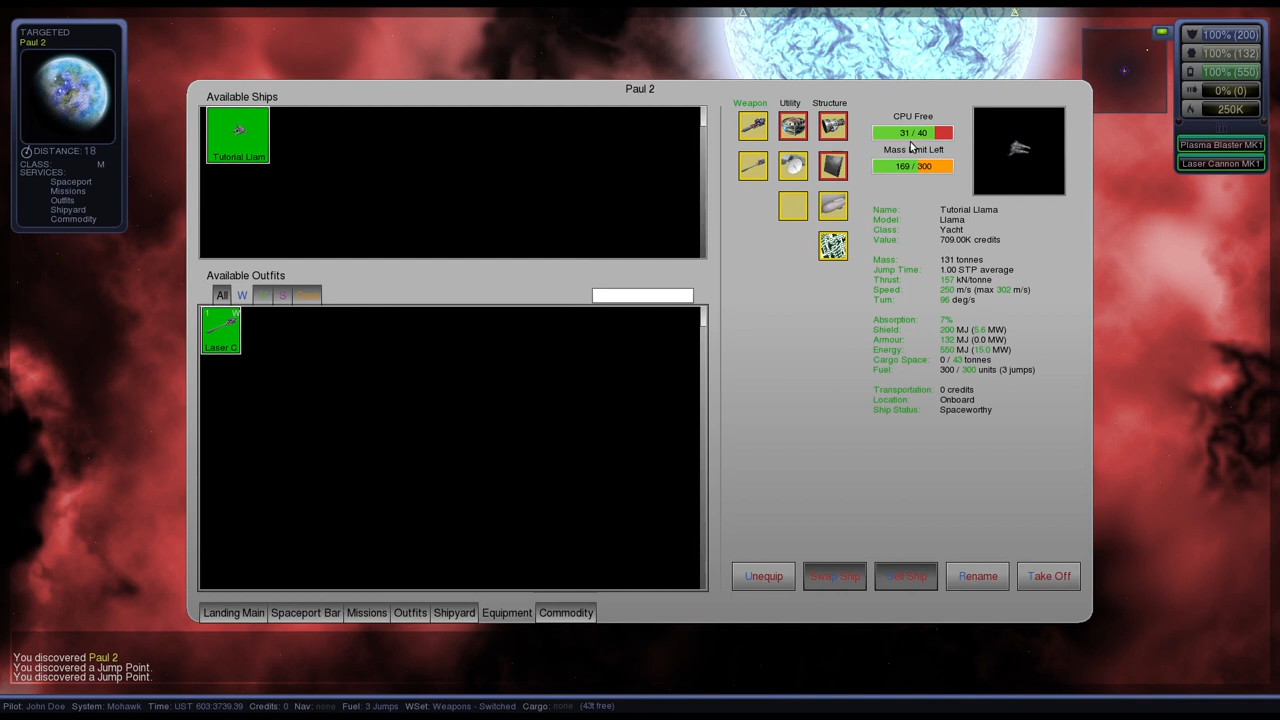 TARGETED
Paul 2
DISTANCE: 18
CLASS: M
SERVICES:
Spaceport
Missions
Outfits
Shipyard
Commodity
Paul 2
Available Ships
Tutorial Llam
Available Outfits
All W U S
1 W
Laser C
Weapon Utility Structure
CPU Free
31 / 40
Mass Limit Left
169 / 300
Name: Tutorial Llama
Model: Llama
Class: Yacht
Value: 709.00K credits
Mass: 131 tonnes
Jump Time: 1.00 STP average
Thrust: 157 kN/tonne
Speed: 250 m/s (max 302 m/s)
Turn: 96 deg/s
Absorption: 7%
Shield: 200 MJ (5.6 MW)
Armour: 132 MJ (0.0 MW)
Energy: 550 MJ (15.0 MW)
Cargo Space: 0 / 43 tonnes
Fuel: 300 / 300 units (3 jumps)
Transportation: 0 credits
Location: Onboard
Ship Status: Spaceworthy
Unequip Swap Ship Sell Ship Rename Take Off
Landing Main Spaceport Bar Missions Outfits Shipyard Equipment Commodity
100% (200)
100% (132)
100% (550)
0% (0)
250K
Plasma Blaster MK1
Laser Cannon MK1
You discovered Paul 2
You discovered a Jump Point.
You discovered a Jump Point.
Pilot: John Doe System: Mohawk Time: UST 603:3739.39 Credits: 0 Nav: none Fuel: 3 Jumps WSet: Weapons - Switched Cargo: none (43t free)